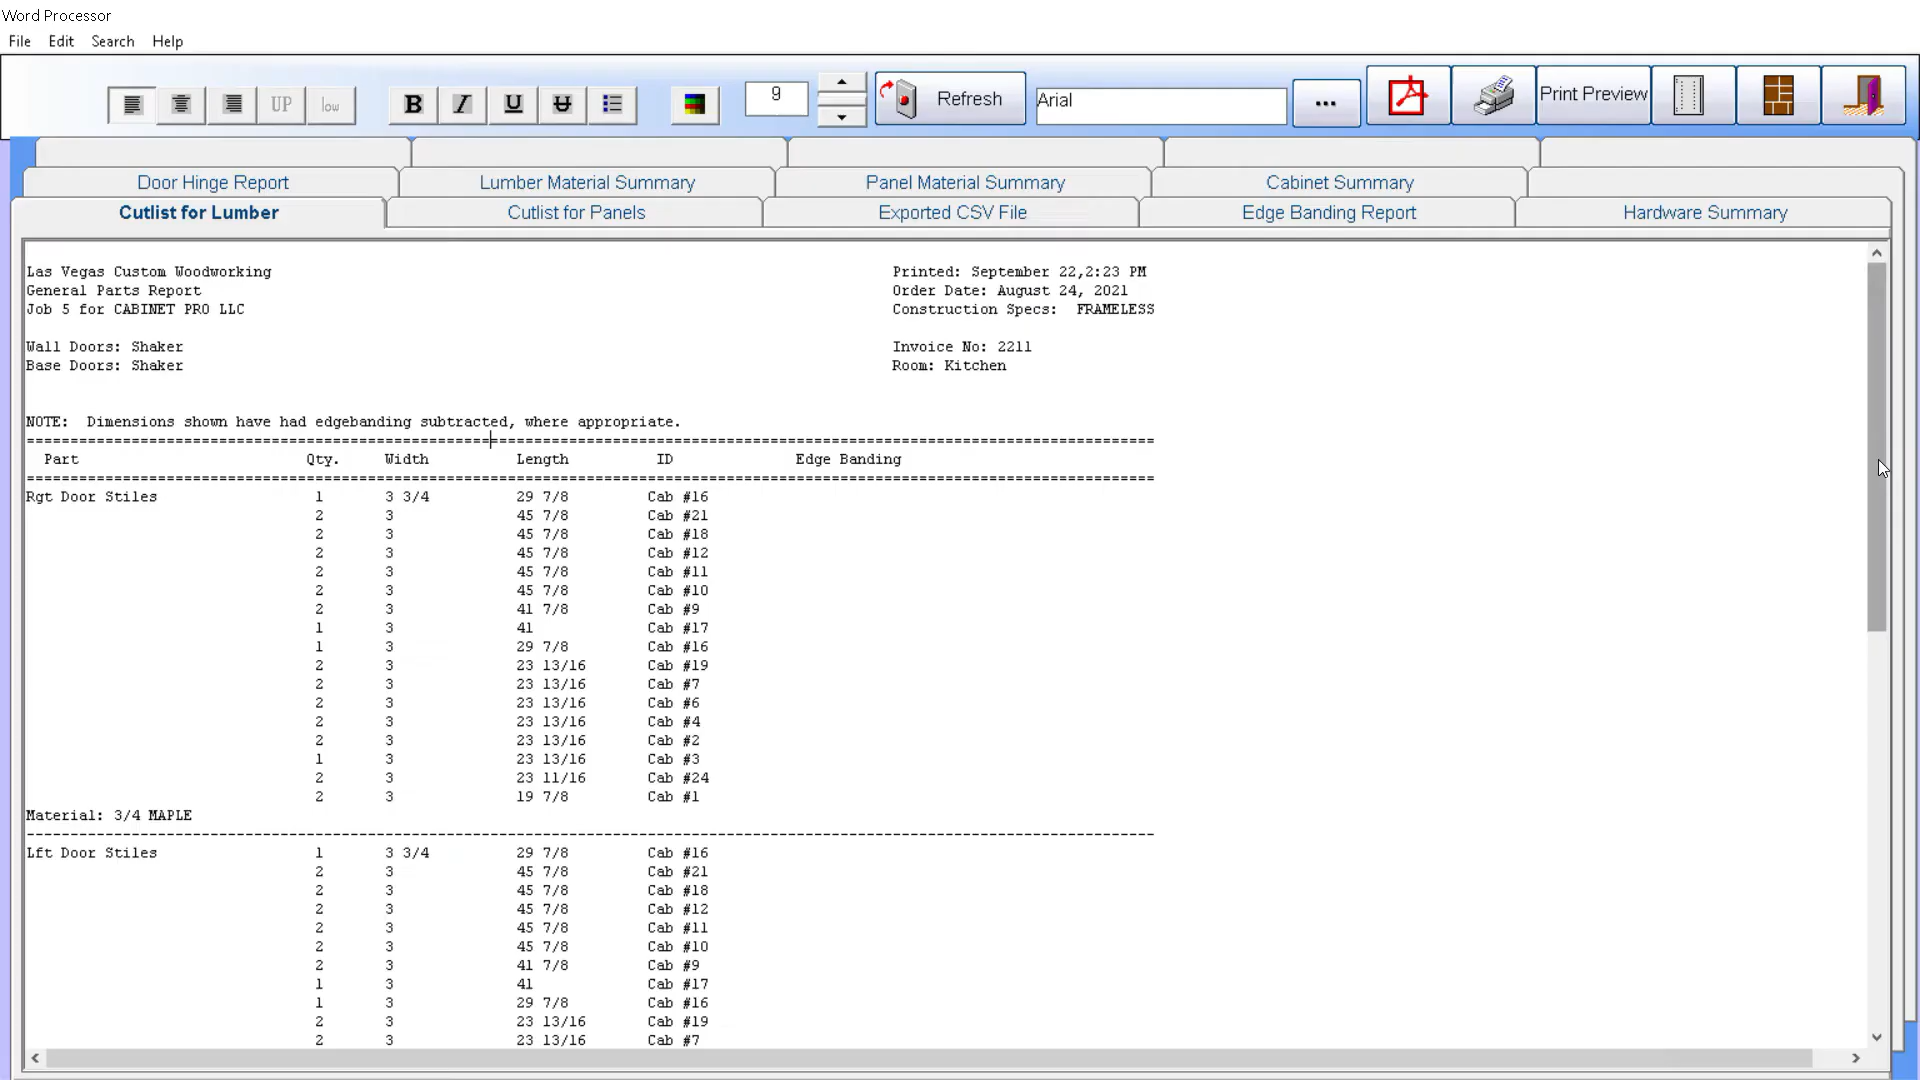 Word Processor
File Edit Search Help
UP low B I U U 9 Refresh Arial ... Print Preview
Door Hinge Report Lumber Material Summary Panel Material Summary Cabinet Summary
Cutlist for Lumber Cutlist for Panels Exported CSV File Edge Banding Report Hardware Summary
Las Vegas Custom Woodworking Printed: September 22,2:23 PM
General Parts Report Order Date: August 24, 2021
Job 5 for CABINET PRO LLC Construction Specs: FRAMELESS
Wall Doors: Shaker Invoice No: 2211
Base Doors: Shaker Room: Kitchen
NOTE: Dimensions shown have had edgebanding subtracted, where appropriate.
Part Qty. Width Length ID Edge Banding
Rgt Door Stiles 1 3 3/4 29 7/8 Cab #16
2 3 45 7/8 Cab #21
2 3 45 7/8 Cab #18
2 3 45 7/8 Cab #12
2 3 45 7/8 Cab #11
2 3 45 7/8 Cab #10
2 3 41 7/8 Cab #9
1 3 41 Cab #17
1 3 29 7/8 Cab #16
2 3 23 13/16 Cab #19
2 3 23 13/16 Cab #7
2 3 23 13/16 Cab #6
2 3 23 13/16 Cab #4
2 3 23 13/16 Cab #2
1 3 23 13/16 Cab #3
2 3 23 11/16 Cab #24
2 3 19 7/8 Cab #1
Material: 3/4 MAPLE
Lft Door Stiles 1 3 3/4 29 7/8 Cab #16
2 3 45 7/8 Cab #21
2 3 45 7/8 Cab #18
2 3 45 7/8 Cab #12
2 3 45 7/8 Cab #11
2 3 45 7/8 Cab #10
2 3 41 7/8 Cab #9
1 3 41 Cab #17
1 3 29 7/8 Cab #16
2 3 23 13/16 Cab #19
2 3 23 13/16 Cab #7